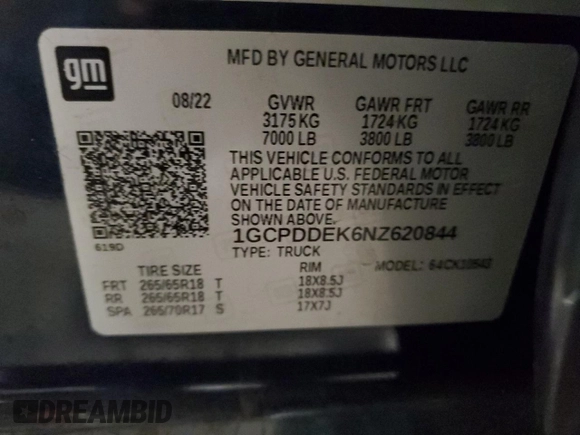 gm
MFD BY GENERAL MOTORS LLC
08/22 GVWR GAWR FRT GAWR RR
3175 KG 1724 KG 1724 KG
7000 LB 3800 LB 3800 LB
THIS VEHICLE CONFORMS TO ALL
APPLICABLE U.S. FEDERAL MOTOR
VEHICLE SAFETY STANDARDS IN EFFECT
ON THE DATE OF MANUFACTURE
SHOWN ABOVE.
619D
1GCPDDEK6NZ620844
TYPE: TRUCK MODEL:
TIRE SIZE RIM
FRT 265/65R18 T 18X8.5J
RR 265/65R18 T 18X8.5J
SPA 265/70R17 S 17X7J
DREAMBID